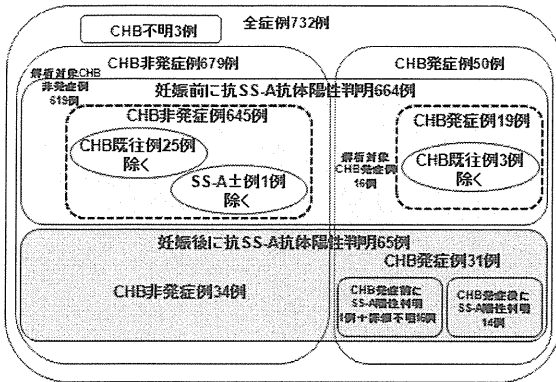 全症例732例
CHB不明3例
CHB非発症例679例
CHB発症例50例
解析対象CHB
非発症例
619例
妊娠前に抗SS-A抗体陽性判明664例
CHB非発症例645例
CHB既往例25例
除く
SS-A±例1例
除く
CHB発症例19例
解析対象
CHB発症例
16例
CHB既往例3例
除く
妊娠後に抗SS-A抗体陽性判明65例
CHB発症例31例
CHB非発症例34例
CHB発症前に
SS-A陽性判明
1例+詳細不明16例
CHB発症後に
SS-A陽性判明
14例